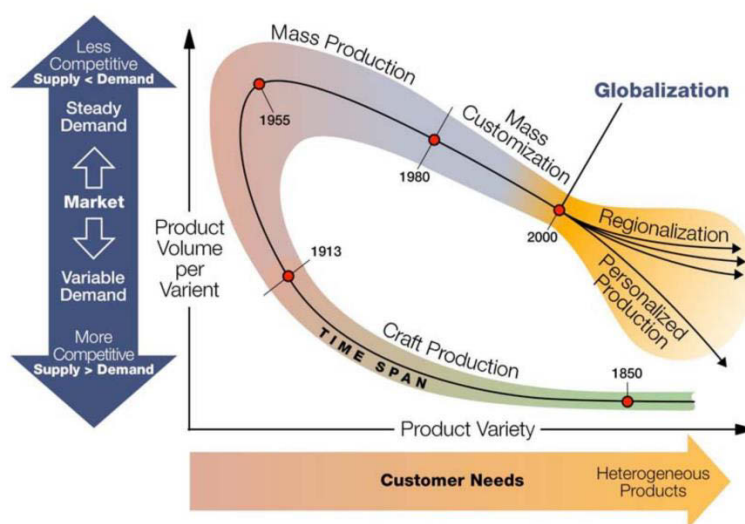 Less
Competitive
Supply < Demand
Steady
Demand
Market
Variable
Demand
More
Competitive
Supply > Demand
Product
Volume
per
Varient
Mass Production
1955
1980
Mass
Customization
Globalization
2000
Regionalization
Personalized
Production
1913
TIME SPAN
Craft Production
1850
Product Variety
Customer Needs
Heterogeneous
Products